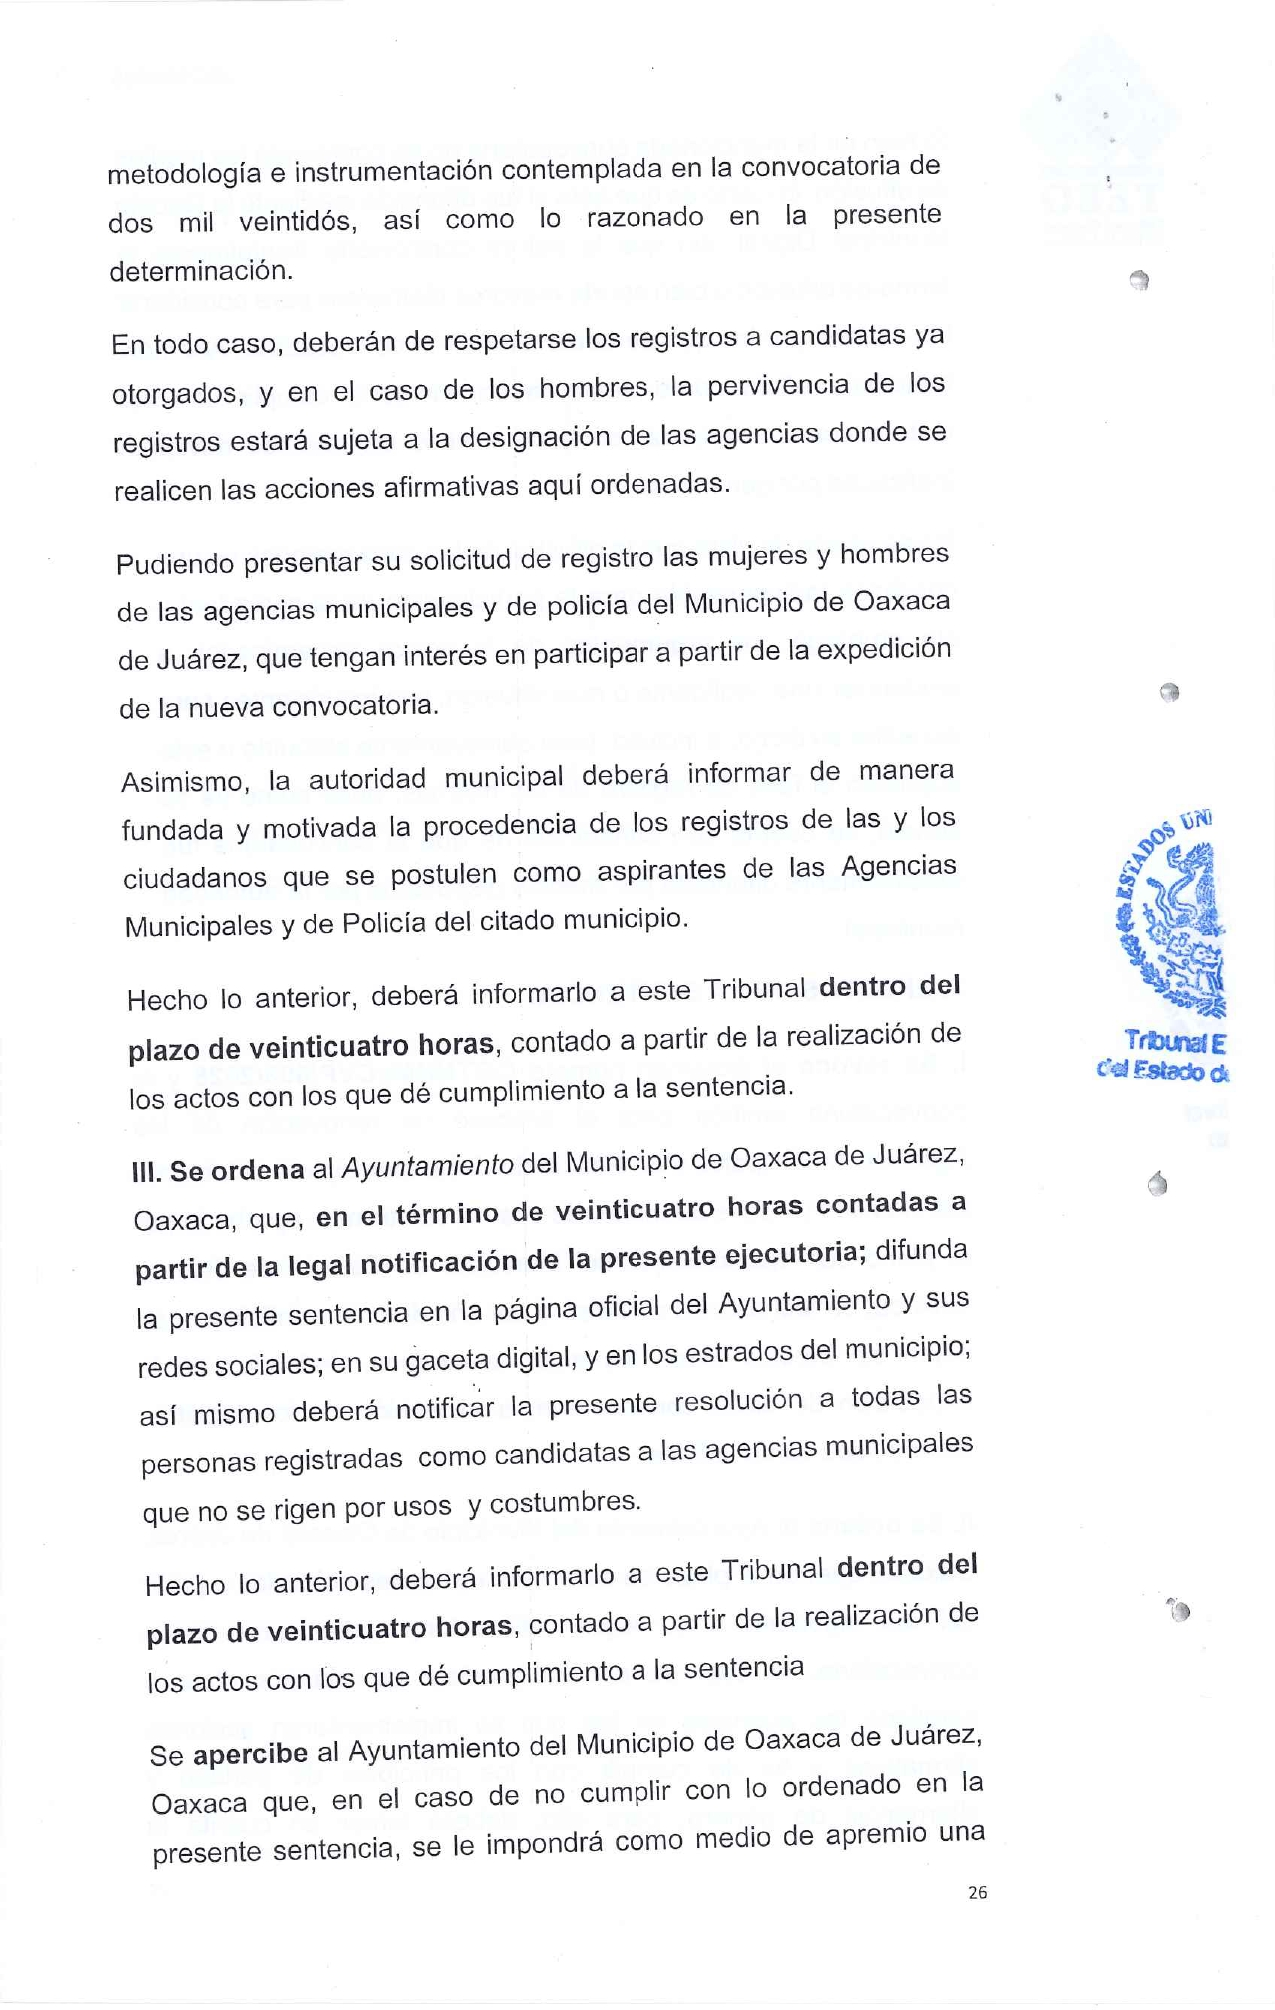 metodología e instrumentación contemplada en la convocatoria de
dos mil veintidós, así como lo razonado en la presente
determinación.
En todo caso, deberán de respetarse los registros a candidatas ya
otorgados, y en el caso de los hombres, la pervivencia de los
registros estará sujeta a la designación de las agencias donde se
realicen las acciones afirmativas aquí ordenadas.
Pudiendo presentar su solicitud de registro las mujeres y hombres
de las agencias municipales y de policía del Municipio de Oaxaca
de Juárez, que tengan interés en participar a partir de la expedición
de la nueva convocatoria.
Asimismo, la autoridad municipal deberá informar de manera
fundada y motivada la procedencia de los registros de las y los
ciudadanos que se postulen como aspirantes de las Agencias
Municipales y de Policía del citado municipio.
Hecho lo anterior, deberá informarlo a este Tribunal dentro del
plazo de veinticuatro horas, contado a partir de la realización de
los actos con los que dé cumplimiento a la sentencia.
III. Se ordena al Ayuntamiento del Municipio de Oaxaca de Juárez,
Oaxaca, que, en el término de veinticuatro horas contadas a
partir de la legal notificación de la presente ejecutoria; difunda
la presente sentencia en la página oficial del Ayuntamiento y sus
redes sociales; en su gaceta digital, y en los estrados del municipio;
así mismo deberá notificar la presente resolución a todas las
personas registradas como candidatas a las agencias municipales
que no se rigen por usos y costumbres.
Hecho lo anterior, deberá informarlo a este Tribunal dentro del
plazo de veinticuatro horas, contado a partir de la realización de
los actos con los que dé cumplimiento a la sentencia
Se apercibe al Ayuntamiento del Municipio de Oaxaca de Juárez,
Oaxaca que, en el caso de no cumplir con lo ordenado en la
presente sentencia, se le impondrá como medio de apremio una
26
ESTADOS UNI
Tribunal E
del Estado d